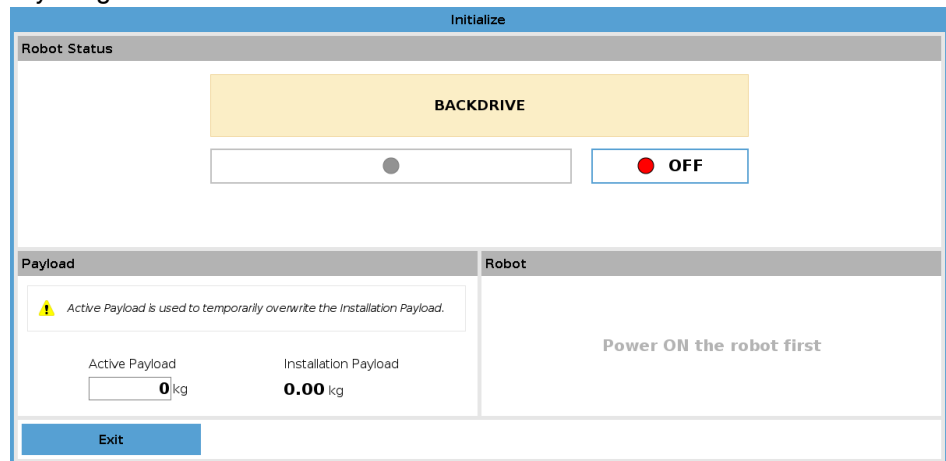 Initialize
Robot Status
BACKDRIVE
OFF
Payload
Robot
Active Payload is used to temporarily overwrite the Installation Payload.
Power ON the robot first
Active Payload
Installation Payload
0 kg
0.00 kg
Exit